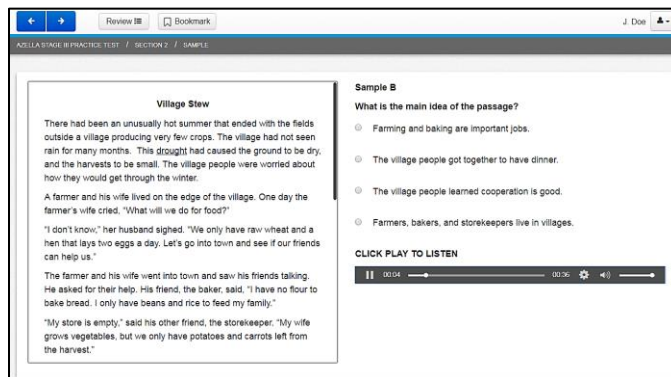 Review
Bookmark
J. Doe
AZELLA STAGE III PRACTICE TEST / SECTION 2 / SAMPLE
Village Stew
There had been an unusually hot summer that ended with the fields
outside a village producing very few crops. The village had not seen
rain for many months. This drought had caused the ground to be dry,
and the harvests to be small. The village people were worried about
how they would get through the winter.
A farmer and his wife lived on the edge of the village. One day the
farmer's wife cried, "What will we do for food?"
"I don't know," her husband sighed. "We only have raw wheat and a
hen that lays two eggs a day. Let's go into town and see if our friends
can help us."
The farmer and his wife went into town and saw his friends talking.
He asked for their help. His friend, the baker, said, "I have no flour to
bake bread. I only have beans and rice to feed my family."
"My store is empty," said his other friend, the storekeeper. "My wife
grows vegetables, but we only have potatoes and carrots left from
the harvest."
Sample B
What is the main idea of the passage?
Farming and baking are important jobs.
The village people got together to have dinner.
The village people learned cooperation is good.
Farmers, bakers, and storekeepers live in villages.
CLICK PLAY TO LISTEN
00:04
00:36